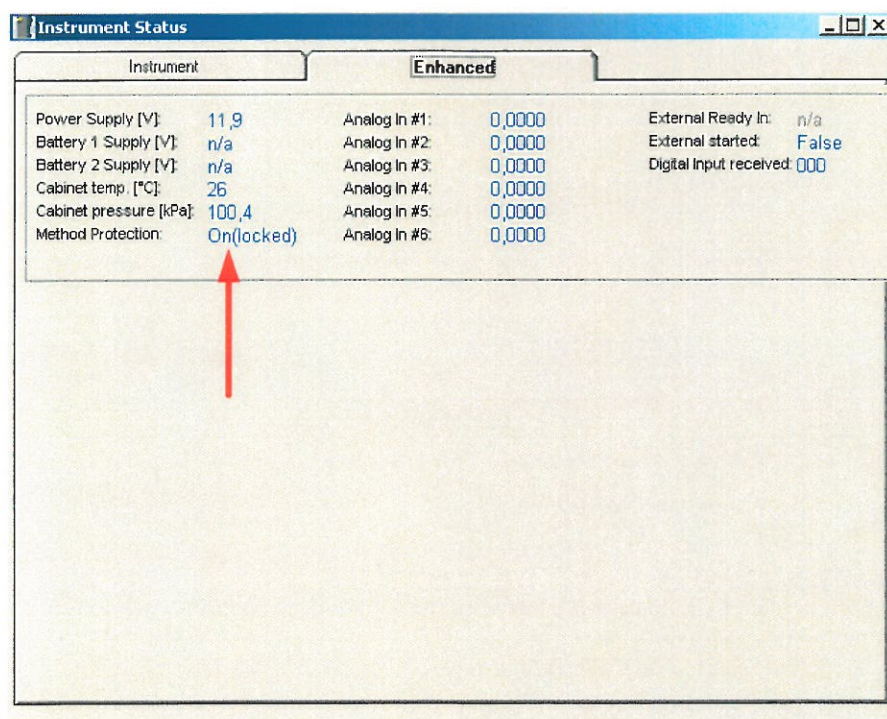 Instrument Status
Instrument
Enhanced
Power Supply [V]: 11,9
Battery 1 Supply [V]: n/a
Battery 2 Supply [V]: n/a
Cabinet temp. [°C]: 26
Cabinet pressure [kPa]: 100,4
Method Protection: On(locked)
Analog In #1: 0,0000
Analog In #2: 0,0000
Analog In #3: 0,0000
Analog In #4: 0,0000
Analog In #5: 0,0000
Analog In #6: 0,0000
External Ready In: n/a
External started: False
Digital Input received: 000